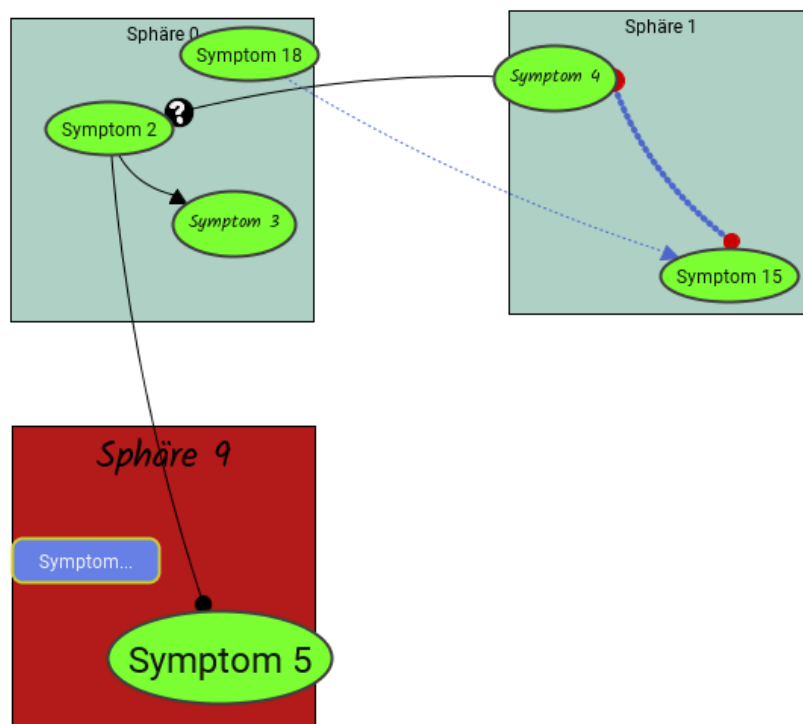 Sphäre 0
Symptom 18
?
Symptom 2
Symptom 3
Sphäre 1
Symptom 4
Symptom 15
Sphäre 9
Symptom...
Symptom 5